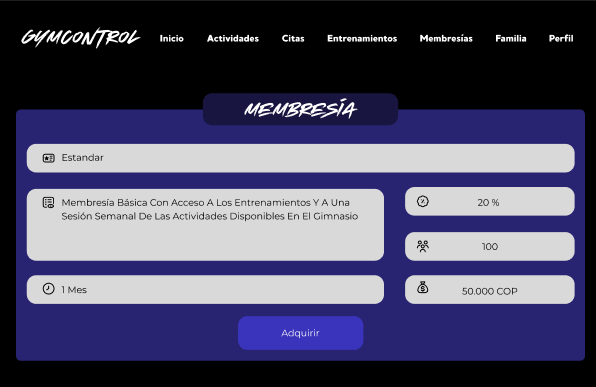 GYMCONTROL
Inicio Actividades Citas Entrenamientos Membresías Familia Perfil
MEMBRESÍA
Estandar
Membresía Básica Con Acceso A Los Entrenamientos Y A Una
Sesión Semanal De Las Actividades Disponibles En El Gimnasio
20 %
100
1 Mes
50.000 COP
Adquirir